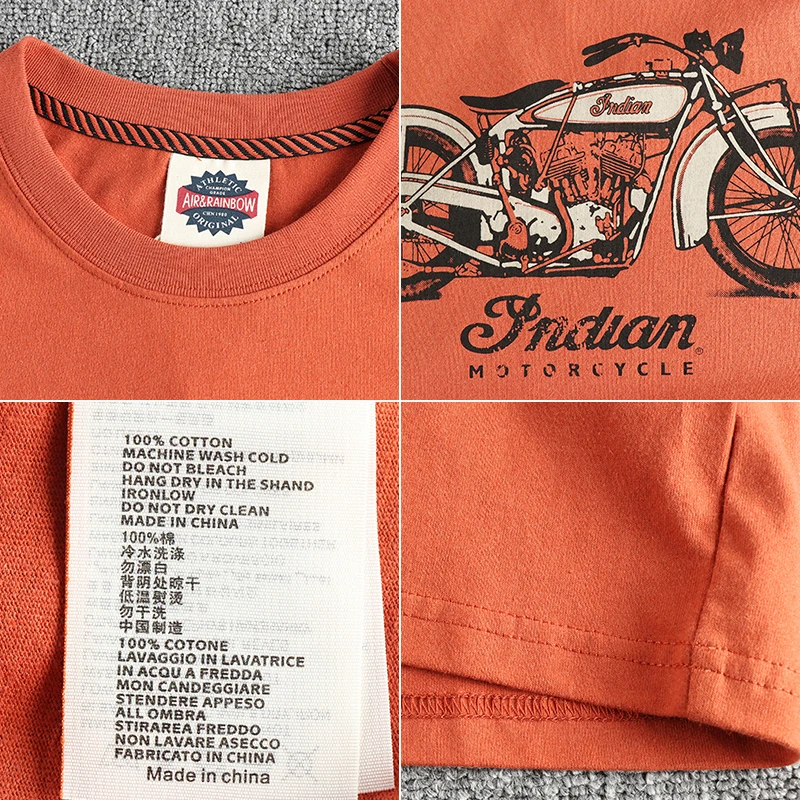 ATHLETIC
CHAMPION
GRADE
AIR&RAINBOW
CHN 1980
ORIGINAL
Indian
Indian
MOTORCYCLE
100% COTTON
MACHINE WASH COLD
DO NOT BLEACH
HANG DRY IN THE SHAND
IRONLOW
DO NOT DRY CLEAN
MADE IN CHINA
100%棉
冷水洗涤
勿漂白
背阴处晾干
低温熨烫
勿干洗
中国制造
100% COTONE
LAVAGGIO IN LAVATRICE
IN ACQU A FREDDA
MON CANDEGGIARE
STENDERE APPESO
ALL OMBRA
STIRAREA FREDDO
NON LAVARE ASECCO
FABRICATO IN CHINA
Made in china